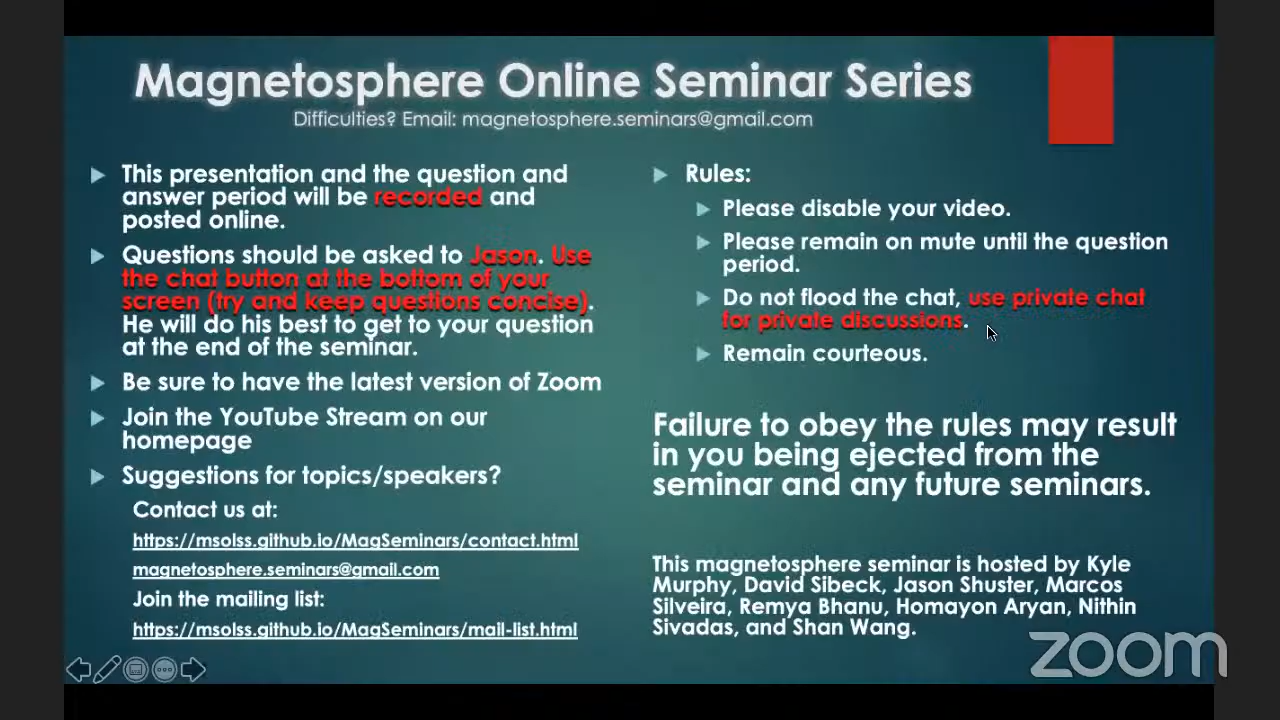 Magnetosphere Online Seminar Series
Difficulties? Email: magnetosphere.seminars@gmail.com
This presentation and the question and
answer period will be recorded and
posted online.
Questions should be asked to Jason. Use
the chat button at the bottom of your
screen (try and keep questions concise).
He will do his best to get to your question
at the end of the seminar.
Be sure to have the latest version of Zoom
Join the YouTube Stream on our
homepage
Suggestions for topics/speakers?
Contact us at:
https://msolss.github.io/MagSeminars/contact.html
magnetosphere.seminars@gmail.com
Join the mailing list:
https://msolss.github.io/MagSeminars/mail-list.html
Rules:
Please disable your video.
Please remain on mute until the question
period.
Do not flood the chat, use private chat
for private discussions.
Remain courteous.
Failure to obey the rules may result
in you being ejected from the
seminar and any future seminars.
This magnetosphere seminar is hosted by Kyle
Murphy, David Sibeck, Jason Shuster, Marcos
Silveira, Remya Bhanu, Homayon Aryan, Nithin
Sivadas, and Shan Wang.
zoom